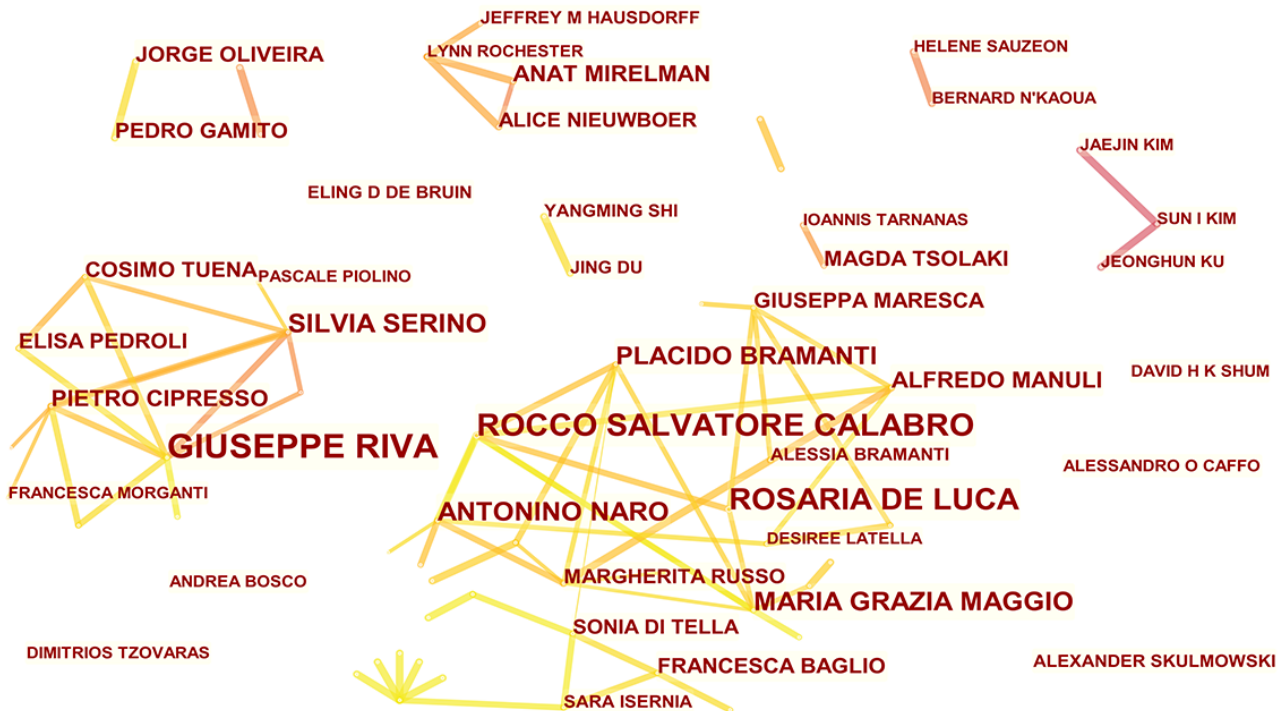 JEFFREY M HAUSDORFF
HELENE SAUZEON
LYNN ROCHESTER
JORGE OLIVEIRA
ANAT MIRELMAN
BERNARD N'KAOUA
ALICE NIEUWBOER
PEDRO GAMITO
JAEJIN KIM
ELING D DE BRUIN
YANGMING SHI
IOANNIS TARNANAS
SUN I KIM
MAGDA TSOLAKI
JEONGHUN KU
JING DU
COSIMO TUENA
PASCALE PIOLINO
GIUSEPPA MARESCA
SILVIA SERINO
ELISA PEDROLI
PLACIDO BRAMANTI
DAVID H K SHUM
ALFREDO MANULI
PIETRO CIPRESSO
ROCCO SALVATORE CALABRO
GIUSEPPE RIVA
ALESSIA BRAMANTI
ALESSANDRO O CAFFO
FRANCESCA MORGANTI
ROSARIA DE LUCA
ANTONINO NARO
DESIREE LATELLA
MARGHERITA RUSSO
ANDREA BOSCO
MARIA GRAZIA MAGGIO
SONIA DI TELLA
DIMITRIOS TZOVARAS
ALEXANDER SKULMOWSKI
FRANCESCA BAGLIO
SARA ISERNIA